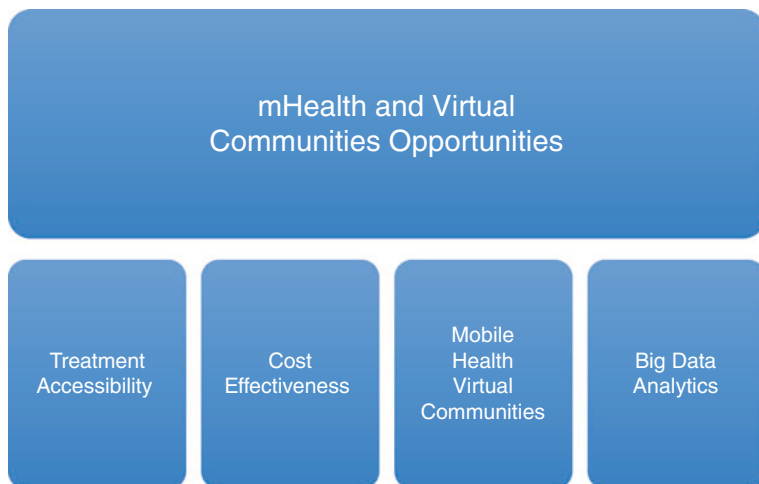 mHealth and Virtual
Communities Opportunities
Treatment
Accessibility
Cost
Effectiveness
Mobile
Health
Virtual
Communities
Big Data
Analytics